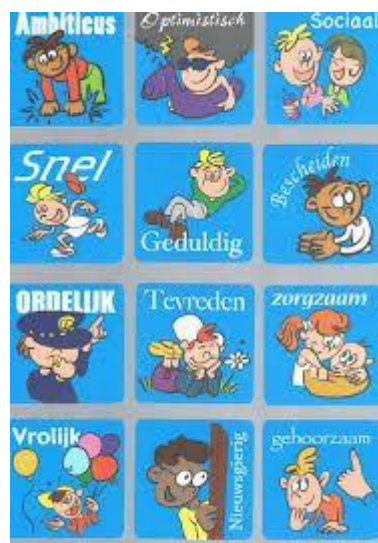 Ambitieus
Optimistisch
Sociaal
Snel
Geduldig
Bescheiden
ORDELIJK
Tevreden
zorgzaam
Vrolijk
Nieuwsgierig
gehoorzaam